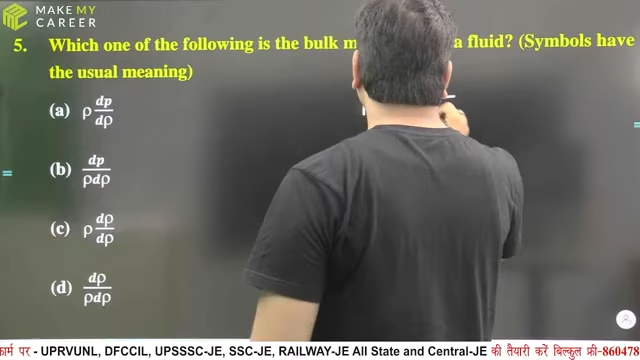 MAKE MY
CAREER
5. Which one of the following is the bulk m a fluid? (Symbols have
the usual meaning)
(a) ρ dp/dρ
(b) dp/ρdρ
(c) ρ dρ/dρ
(d) dρ/ρdρ
फार्म पर - UPRVUNL, DFCCIL, UPSSSC-JE, SSC-JE, RAILWAY-JE All State and Central-JE की तैयारी करें बिल्कुल फ्री-860478